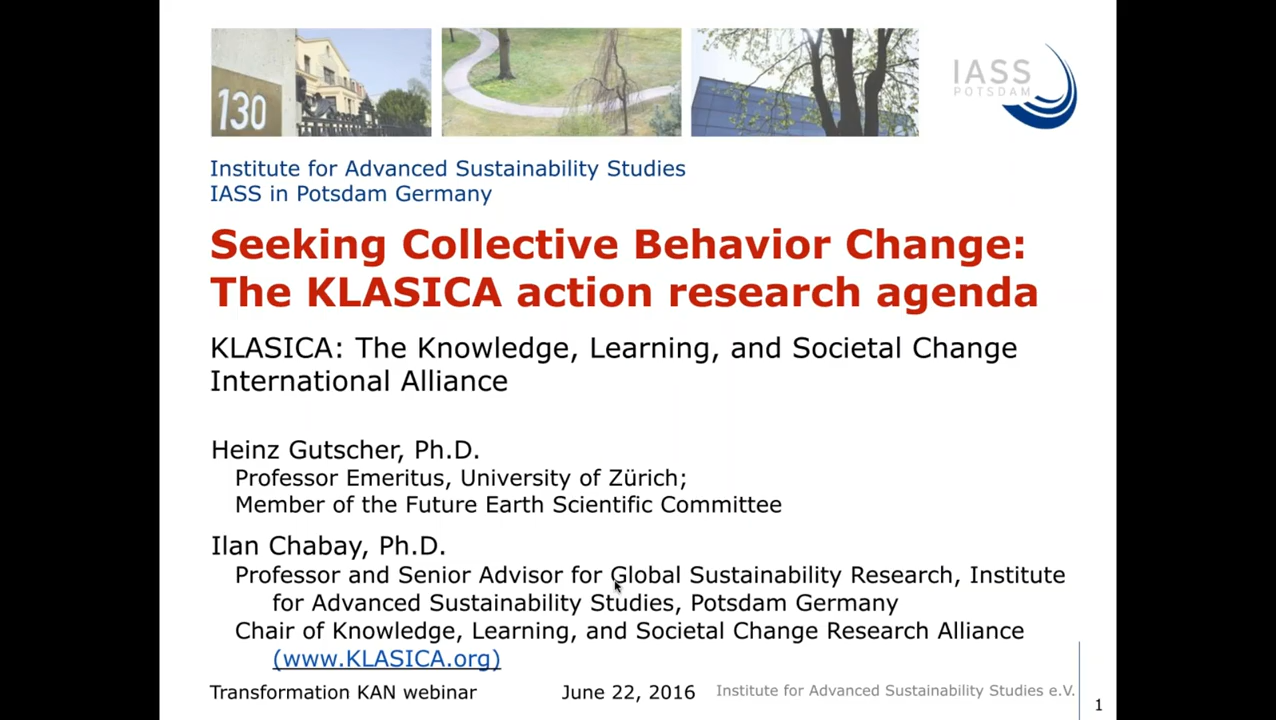 130
IASS
POTSDAM
Institute for Advanced Sustainability Studies
IASS in Potsdam Germany
Seeking Collective Behavior Change:
The KLASICA action research agenda
KLASICA: The Knowledge, Learning, and Societal Change
International Alliance
Heinz Gutscher, Ph.D.
Professor Emeritus, University of Zürich;
Member of the Future Earth Scientific Committee
Ilan Chabay, Ph.D.
Professor and Senior Advisor for Global Sustainability Research, Institute
for Advanced Sustainability Studies, Potsdam Germany
Chair of Knowledge, Learning, and Societal Change Research Alliance
(www.KLASICA.org)
Transformation KAN webinar June 22, 2016 Institute for Advanced Sustainability Studies e.V. 1